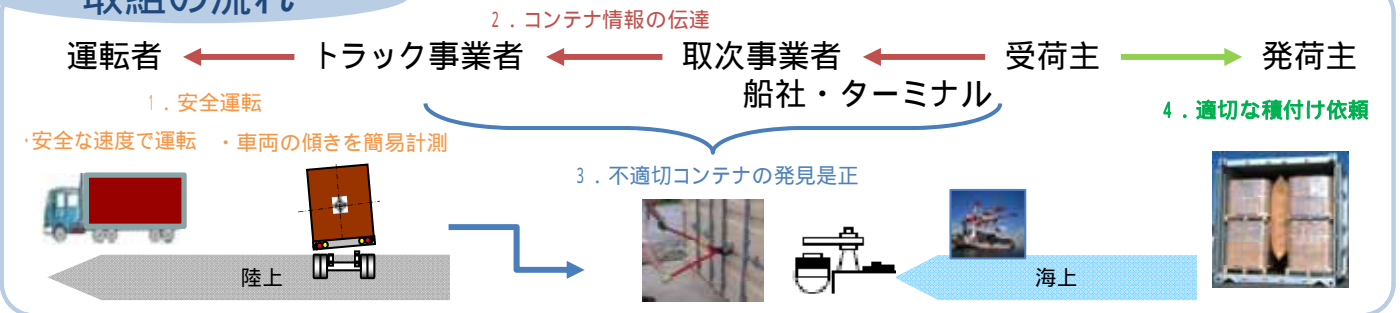 取組の流れ
2．コンテナ情報の伝達
運転者 トラック事業者 取次事業者 受荷主 発荷主
船社・ターミナル
1．安全運転
4．適切な積付け依頼
・安全な速度で運転 ・車両の傾きを簡易計測
3．不適切コンテナの発見是正
陸上
海上